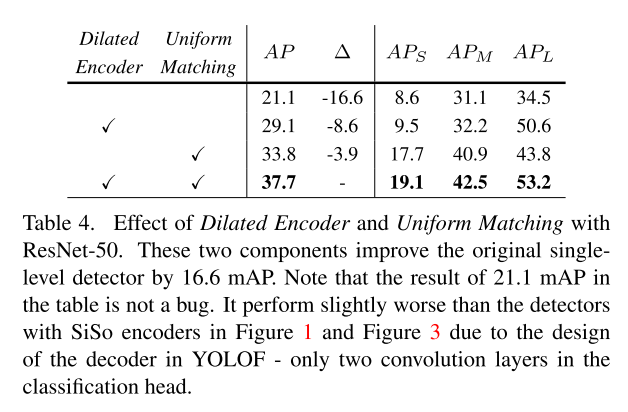 Dilated Encoder Uniform Matching AP Δ AP_S AP_M AP_L
21.1 -16.6 8.6 31.1 34.5
✓ 29.1 -8.6 9.5 32.2 50.6
✓ 33.8 -3.9 17.7 40.9 43.8
✓ ✓ 37.7 - 19.1 42.5 53.2
Table 4. Effect of Dilated Encoder and Uniform Matching with
ResNet-50. These two components improve the original single-
level detector by 16.6 mAP. Note that the result of 21.1 mAP in
the table is not a bug. It perform slightly worse than the detectors
with SiSo encoders in Figure 1 and Figure 3 due to the design
of the decoder in YOLOF - only two convolution layers in the
classification head.